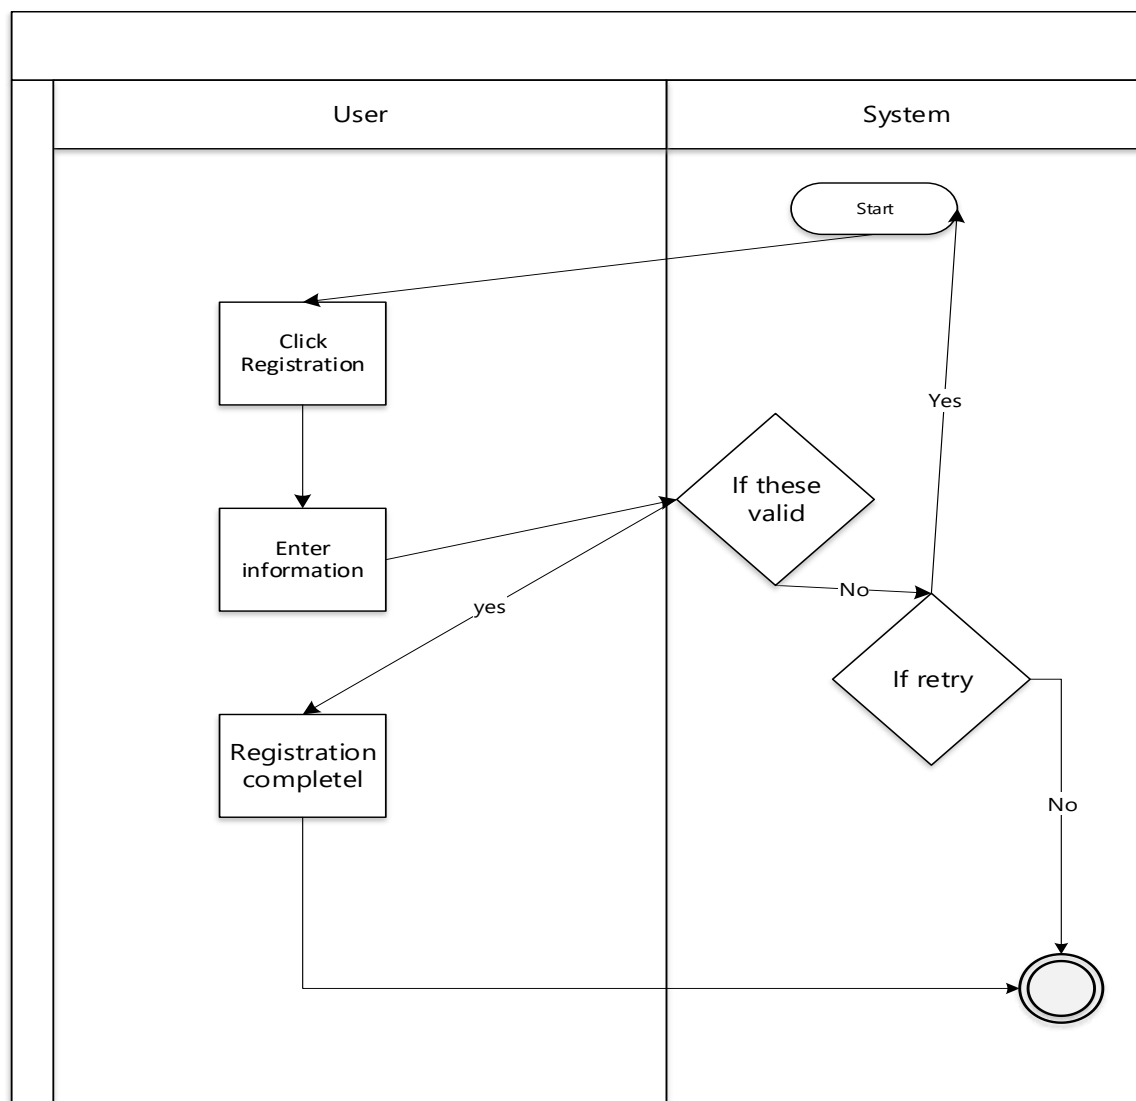 User
System
Start
Click
Registration
Yes
If these
valid
Enter
information
No
yes
If retry
Registration
completel
No